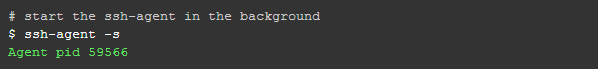 # start the ssh-agent in the background
$ ssh-agent -s
Agent pid 59566